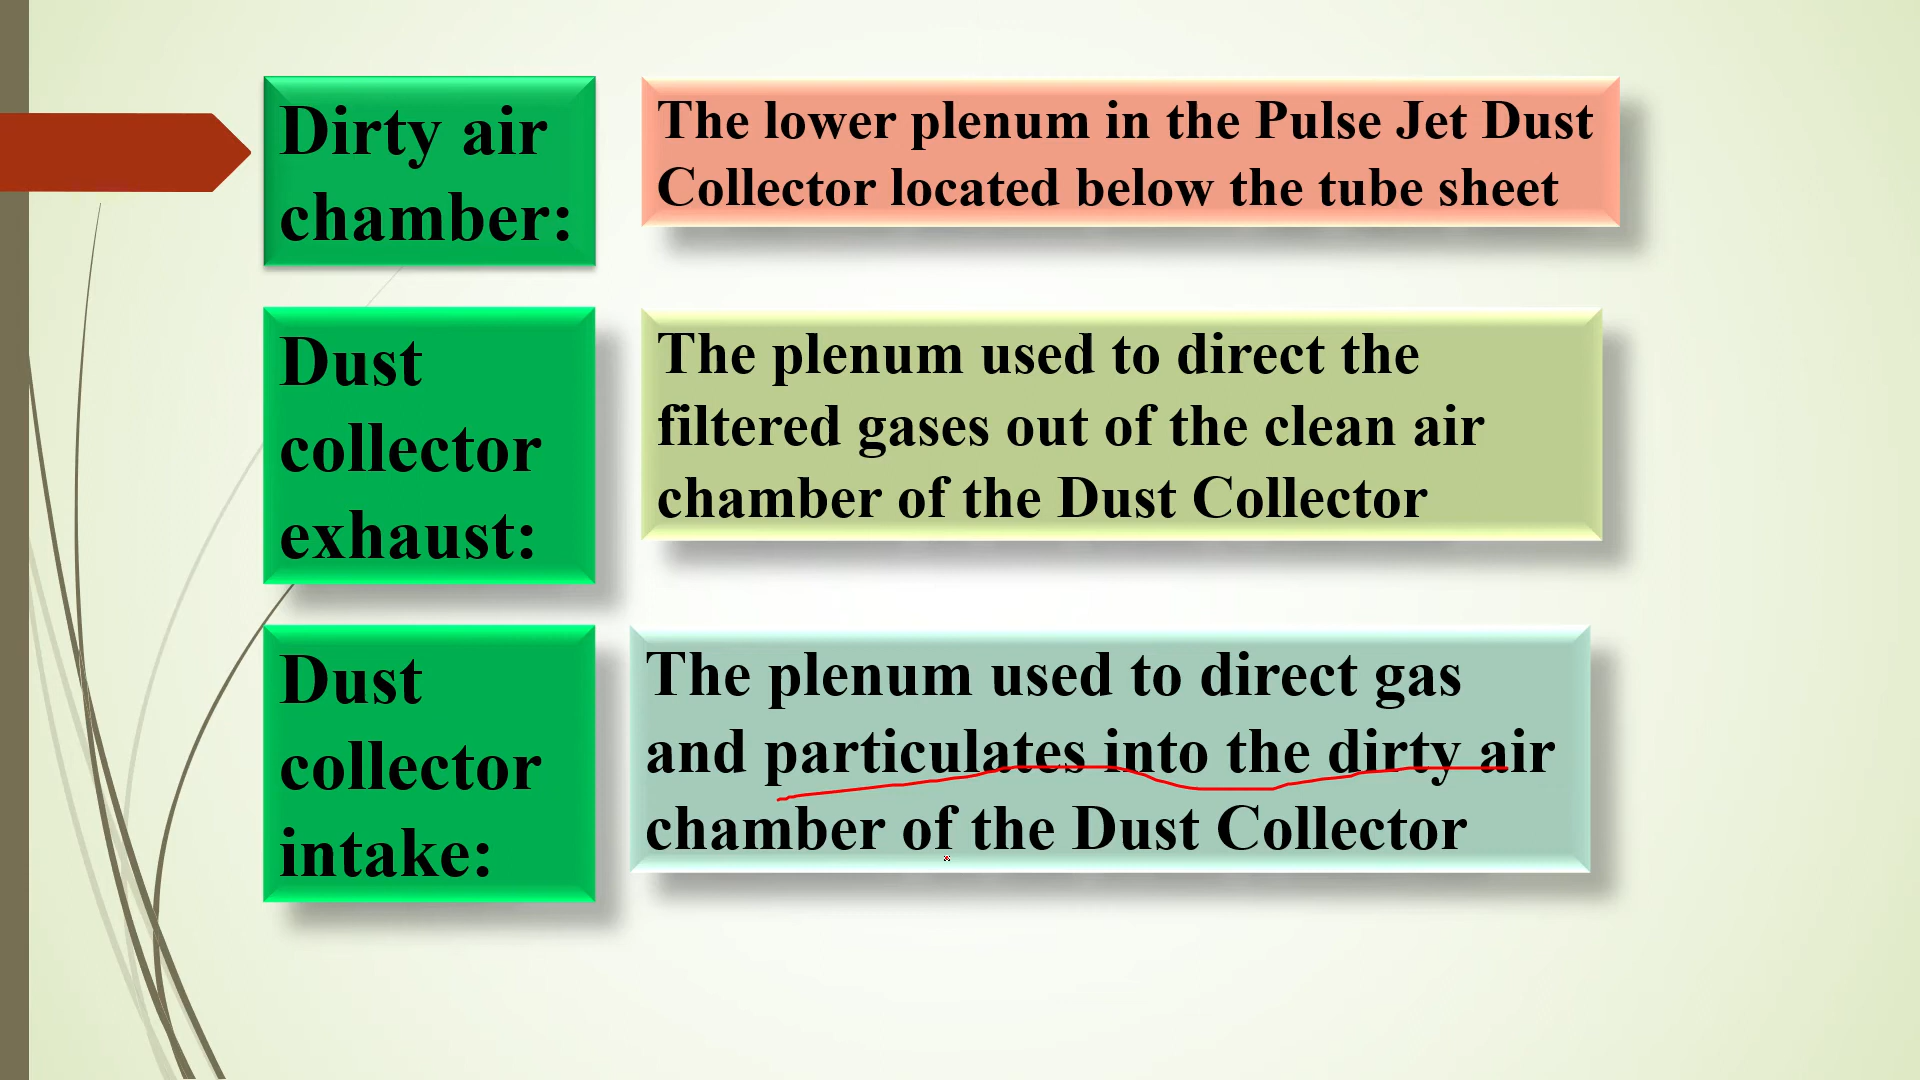 Dirty air
chamber:
The lower plenum in the Pulse Jet Dust
Collector located below the tube sheet
Dust
collector
exhaust:
The plenum used to direct the
filtered gases out of the clean air
chamber of the Dust Collector
Dust
collector
intake:
The plenum used to direct gas
and particulates into the dirty air
chamber of the Dust Collector